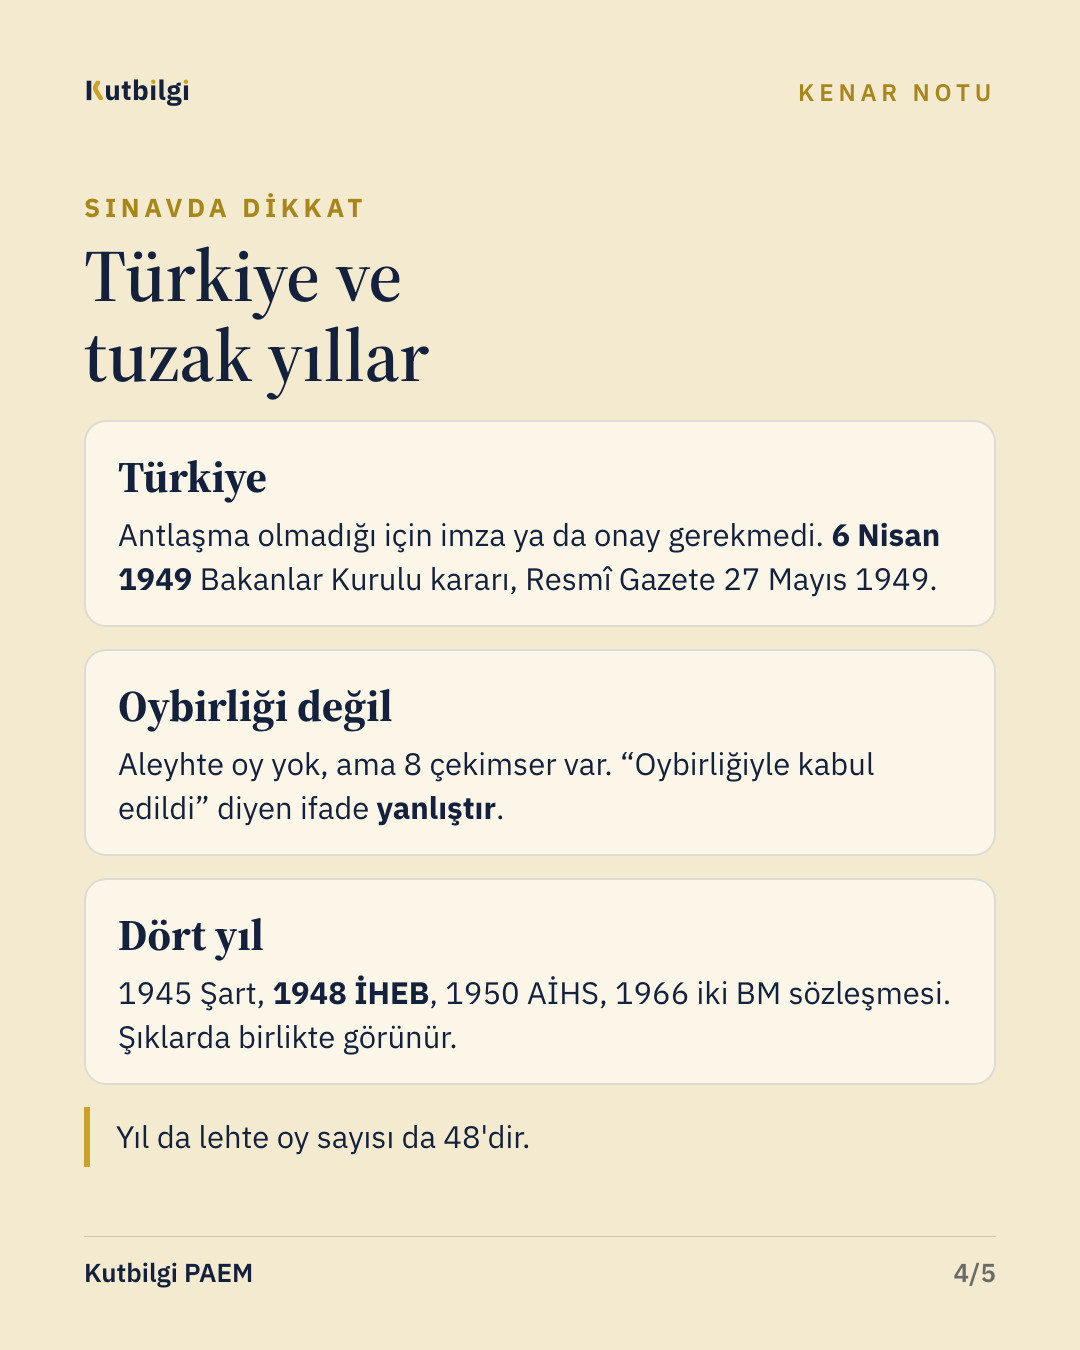 Kutbilgi
KENAR NOTU
SINAVDA DİKKAT
Türkiye ve
tuzak yıllar
Türkiye
Antlaşma olmadığı için imza ya da onay gerekmedi. 6 Nisan
1949 Bakanlar Kurulu kararı, Resmî Gazete 27 Mayıs 1949.
Oybirliği değil
Aleyhte oy yok, ama 8 çekimser var. “Oybirliğiyle kabul
edildi” diyen ifade yanlıştır.
Dört yıl
1945 Şart, 1948 İHEB, 1950 AİHS, 1966 iki BM sözleşmesi.
Şıklarda birlikte görünür.
Yıl da lehte oy sayısı da 48'dir.
Kutbilgi PAEM
4/5